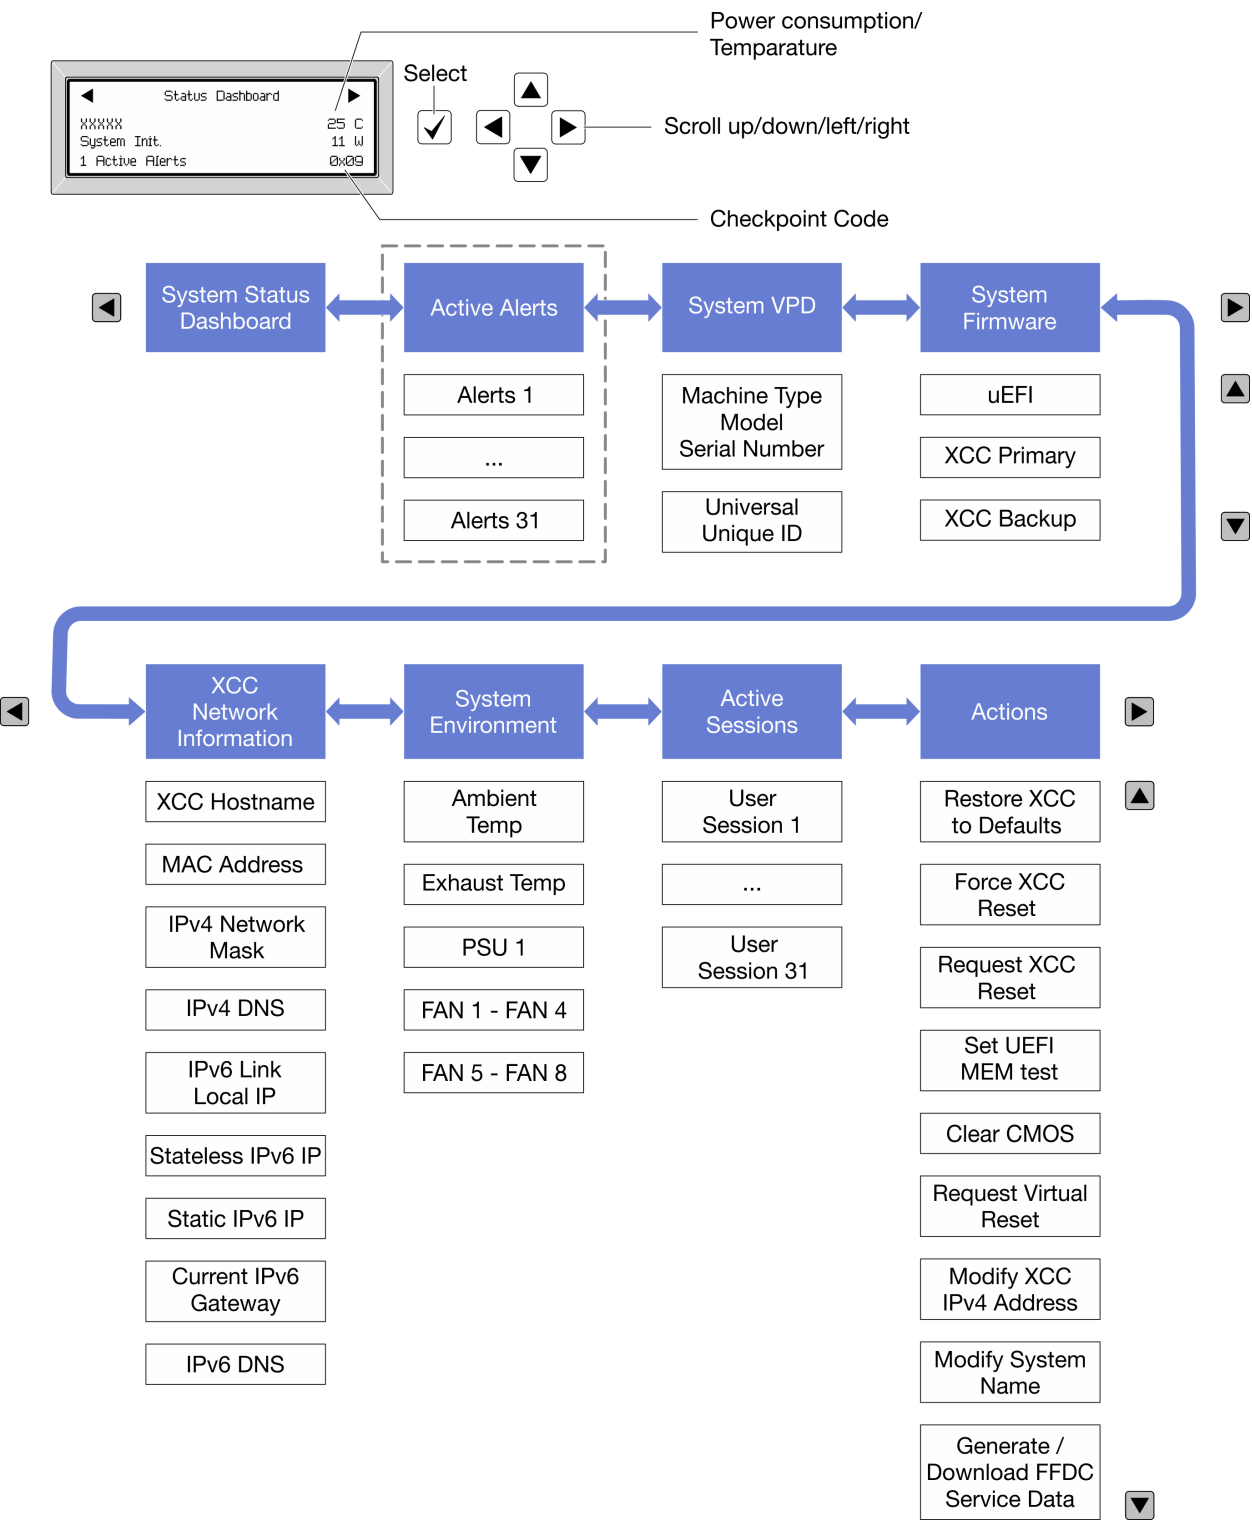 Power consumption/
Temparature
Select
Status Dashboard
XXXXX 25 C
System Init. 11 W
1 Active Alerts 0x09
Scroll up/down/left/right
Checkpoint Code
System Status
Dashboard
Active Alerts
System VPD
System
Firmware
Alerts 1
...
Alerts 31
Machine Type
Model
Serial Number
Universal
Unique ID
uEFI
XCC Primary
XCC Backup
XCC
Network
Information
System
Environment
Active
Sessions
Actions
XCC Hostname
MAC Address
IPv4 Network
Mask
IPv4 DNS
IPv6 Link
Local IP
Stateless IPv6 IP
Static IPv6 IP
Current IPv6
Gateway
IPv6 DNS
Ambient
Temp
Exhaust Temp
PSU 1
FAN 1 - FAN 4
FAN 5 - FAN 8
User
Session 1
...
User
Session 31
Restore XCC
to Defaults
Force XCC
Reset
Request XCC
Reset
Set UEFI
MEM test
Clear CMOS
Request Virtual
Reset
Modify XCC
IPv4 Address
Modify System
Name
Generate /
Download FFDC
Service Data